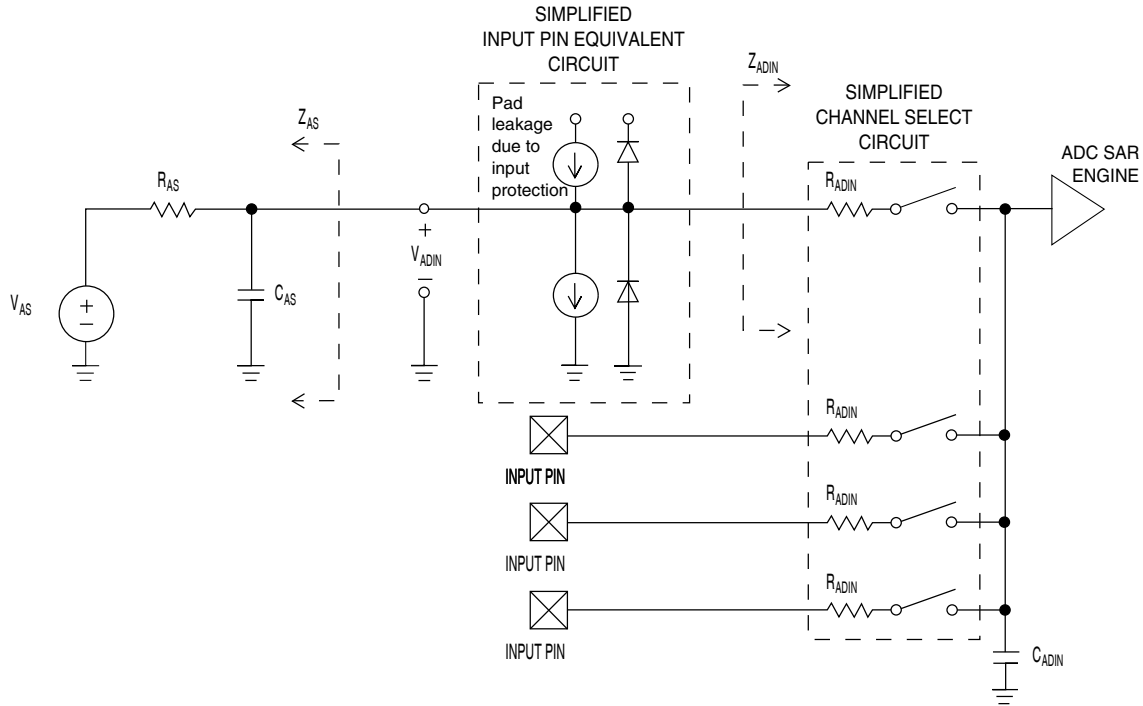 SIMPLIFIED
INPUT PIN EQUIVALENT
CIRCUIT
Pad
leakage
due to
input
protection
Z_ADIN
SIMPLIFIED
CHANNEL SELECT
CIRCUIT
ADC SAR
ENGINE
Z_AS
R_AS
R_ADIN
+
V_ADIN
–
C_AS
V_AS
+
–
R_ADIN
INPUT PIN
R_ADIN
INPUT PIN
R_ADIN
INPUT PIN
C_ADIN